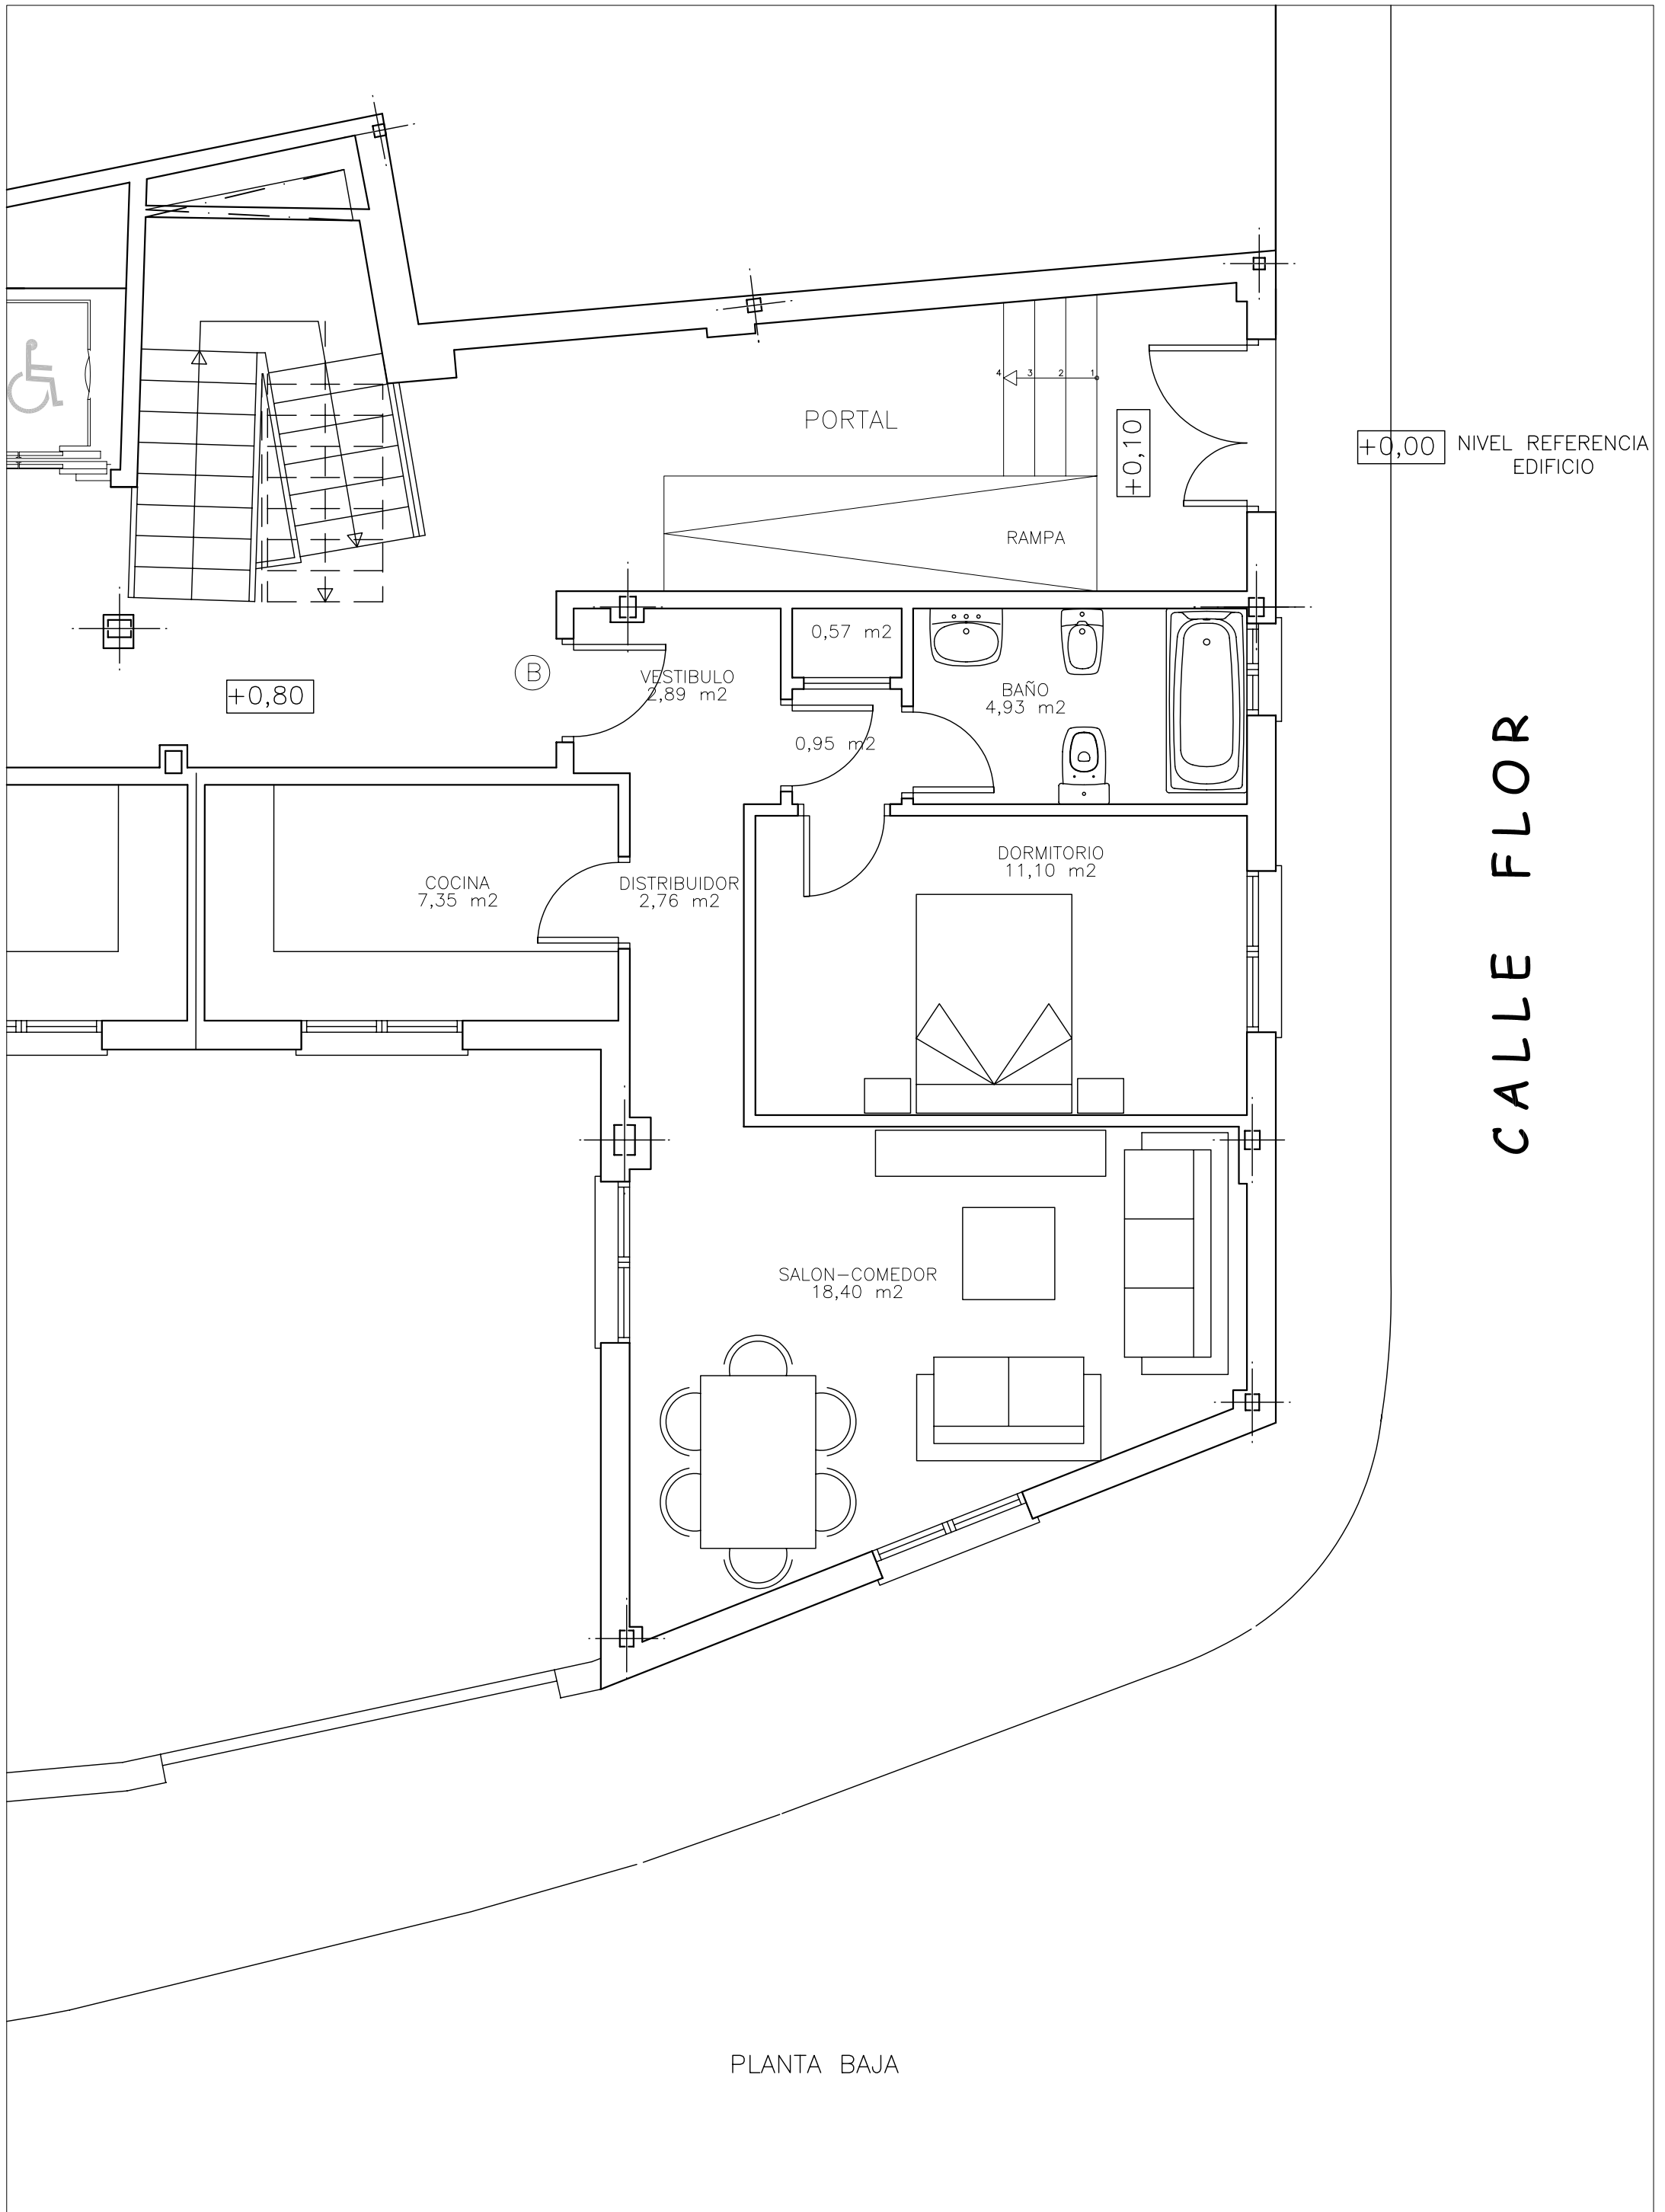 4 3 2 1
PORTAL
+0,10
+0,00 NIVEL REFERENCIA
EDIFICIO
RAMPA
0,57 m2
B
VESTIBULO
2,89 m2
BAÑO
4,93 m2
+0,80
0,95 m2
CALLE FLOR
DORMITORIO
11,10 m2
COCINA
7,35 m2
DISTRIBUIDOR
2,76 m2
SALON-COMEDOR
18,40 m2
PLANTA BAJA